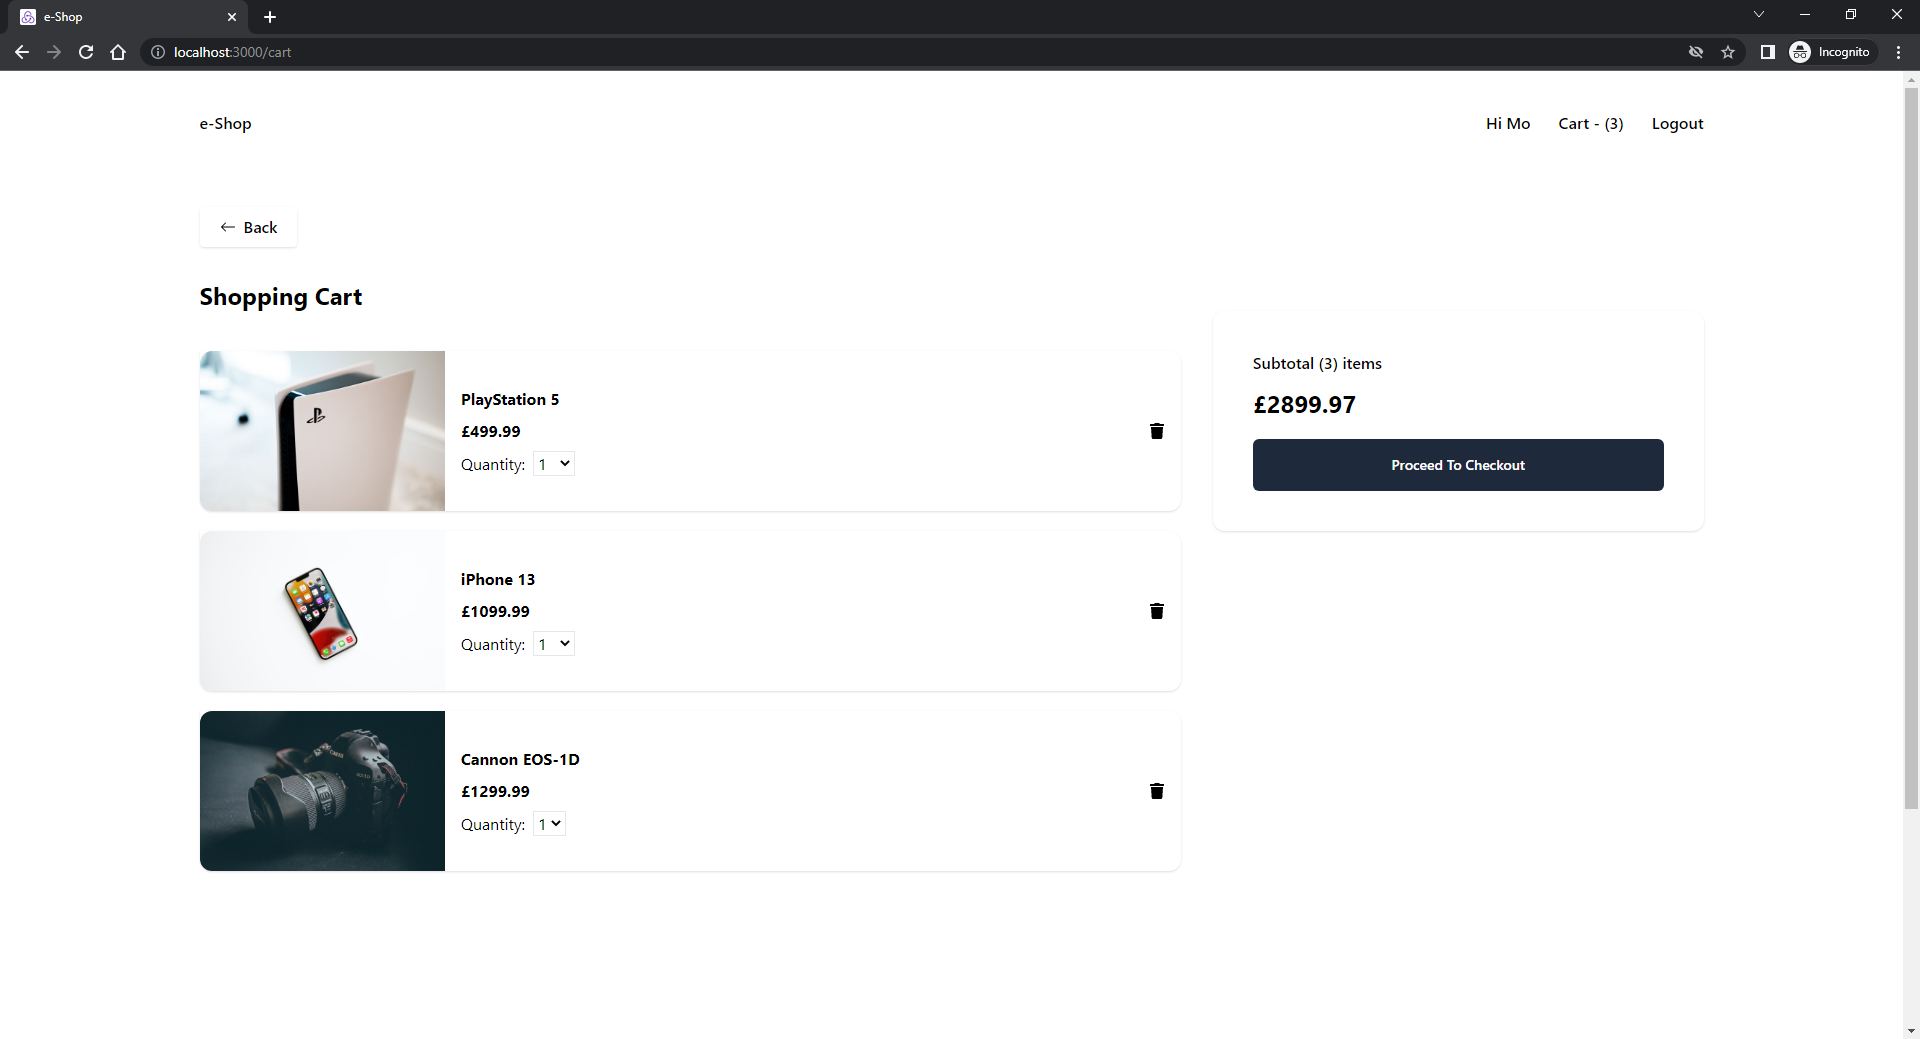 e-Shop
localhost:3000/cart
Incognito
e-Shop
Hi Mo
Cart - (3)
Logout
← Back
Shopping Cart
PlayStation 5
£499.99
Quantity: 1
iPhone 13
£1099.99
Quantity: 1
Cannon EOS-1D
£1299.99
Quantity: 1
Subtotal (3) items
£2899.97
Proceed To Checkout